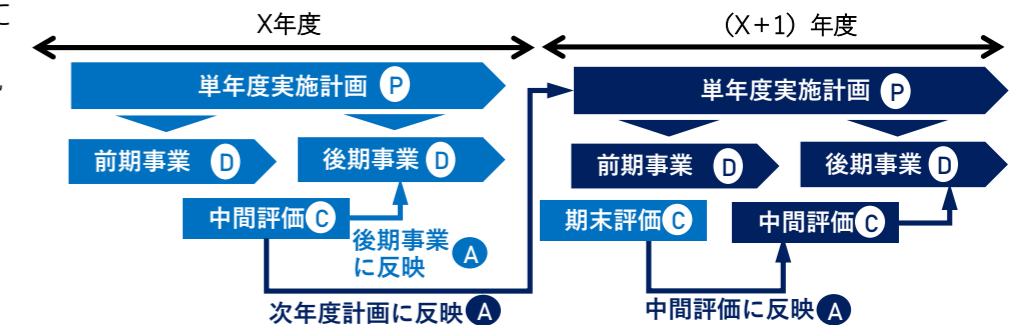 に
X年度
（X＋1）年度
単年度実施計画 P
単年度実施計画 P
前期事業 D
後期事業 D
前期事業 D
後期事業 D
中間評価 C
期末評価 C
中間評価 C
後期事業
に反映 A
次年度計画に反映 A
中間評価に反映 A